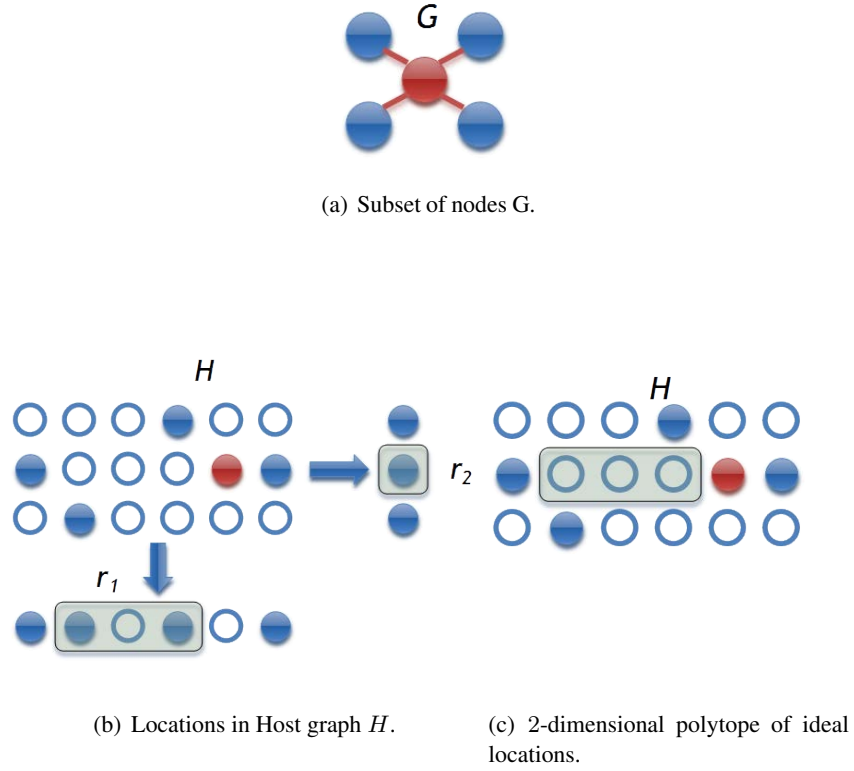 G
(a) Subset of nodes G.
H
r2
r1
(b) Locations in Host graph H.
H
(c) 2-dimensional polytope of ideal
locations.